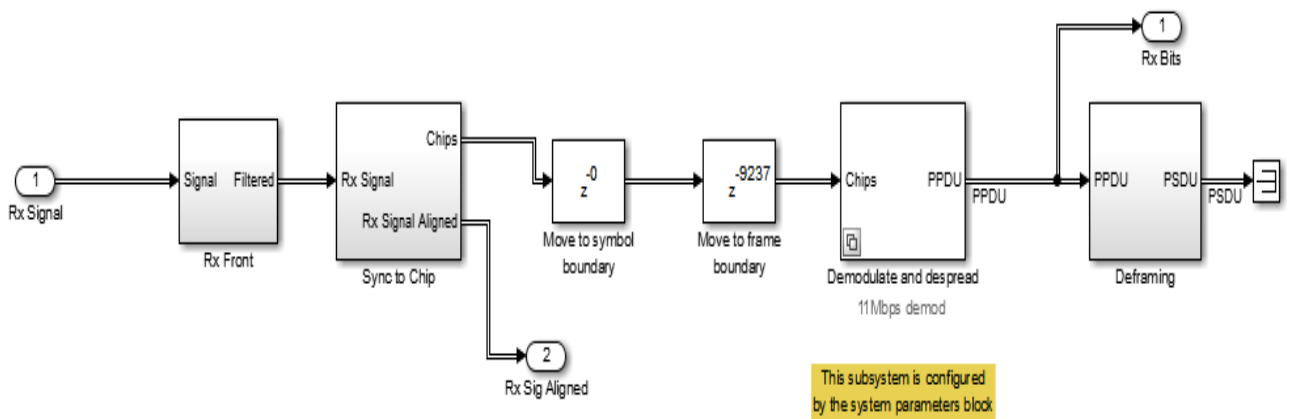 1
Rx Signal
Signal
Filtered
Rx Front
Chips
Rx Signal
Rx Signal Aligned
Sync to Chip
2
Rx Sig Aligned
z-0
Move to symbol
boundary
z-9237
Move to frame
boundary
Chips
PPDU
Demodulate and despread
11Mbps demod
PPDU
1
Rx Bits
PPDU
PSDU
Deframing
PSDU
This subsystem is configured
by the system parameters block